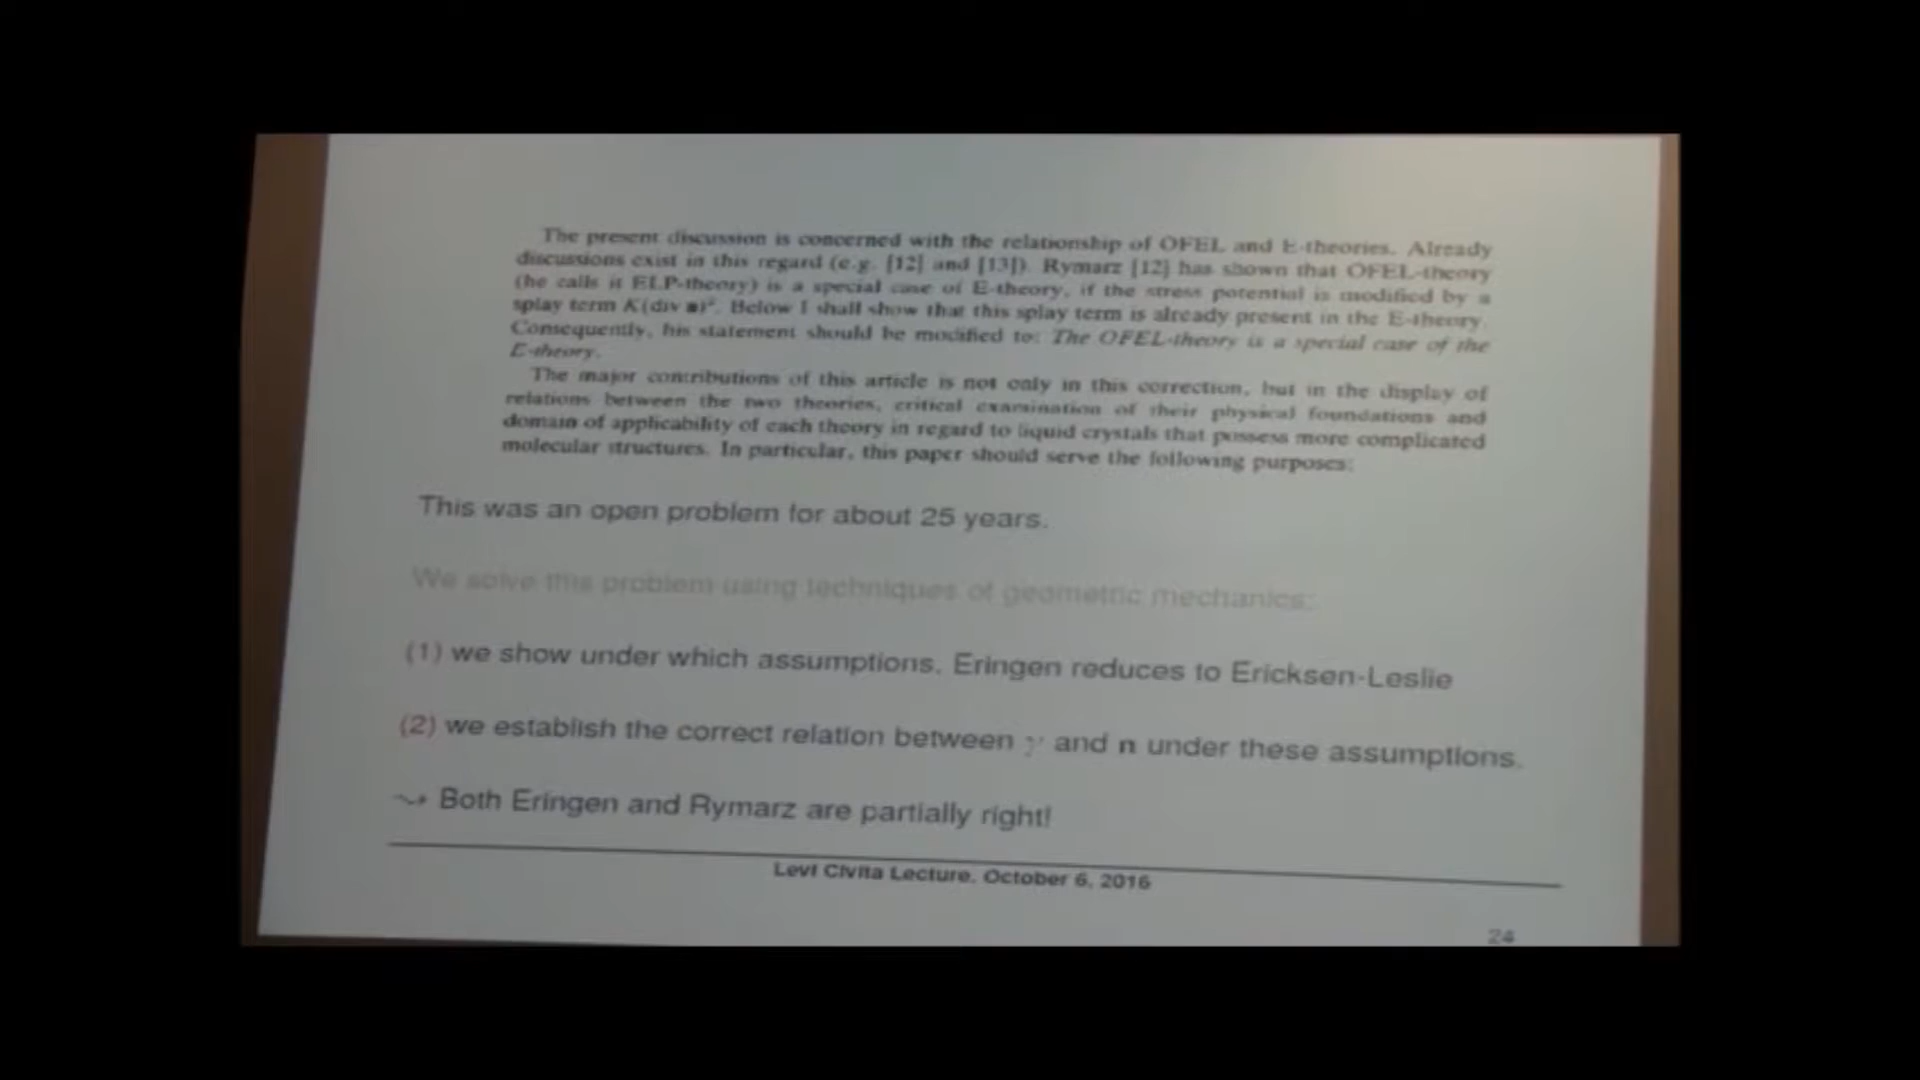 The present discussion is concerned with the relationship of OFEL and E-theories. Already
discussions exist in this regard (e.g. [12] and [13]). Rymarz [12] has shown that OFEL-theory
(he calls it ELP-theory) is a special case of E-theory, if the stress potential is modified by a
splay term K(div n)². Below I shall show that this splay term is already present in the E-theory.
Consequently, his statement should be modified to: The OFEL-theory is a special case of the
E-theory.
The major contributions of this article is not only in this correction, but in the display of
relations between the two theories, critical examination of their physical foundations and
domain of applicability of each theory in regard to liquid crystals that possess more complicated
molecular structures. In particular, this paper should serve the following purposes:
This was an open problem for about 25 years.
We solve this problem using techniques of geometric mechanics:
(1) we show under which assumptions, Eringen reduces to Ericksen-Leslie
(2) we establish the correct relation between γ and n under these assumptions.
⤳ Both Eringen and Rymarz are partially right!
Levi Civita Lecture, October 6, 2016
24